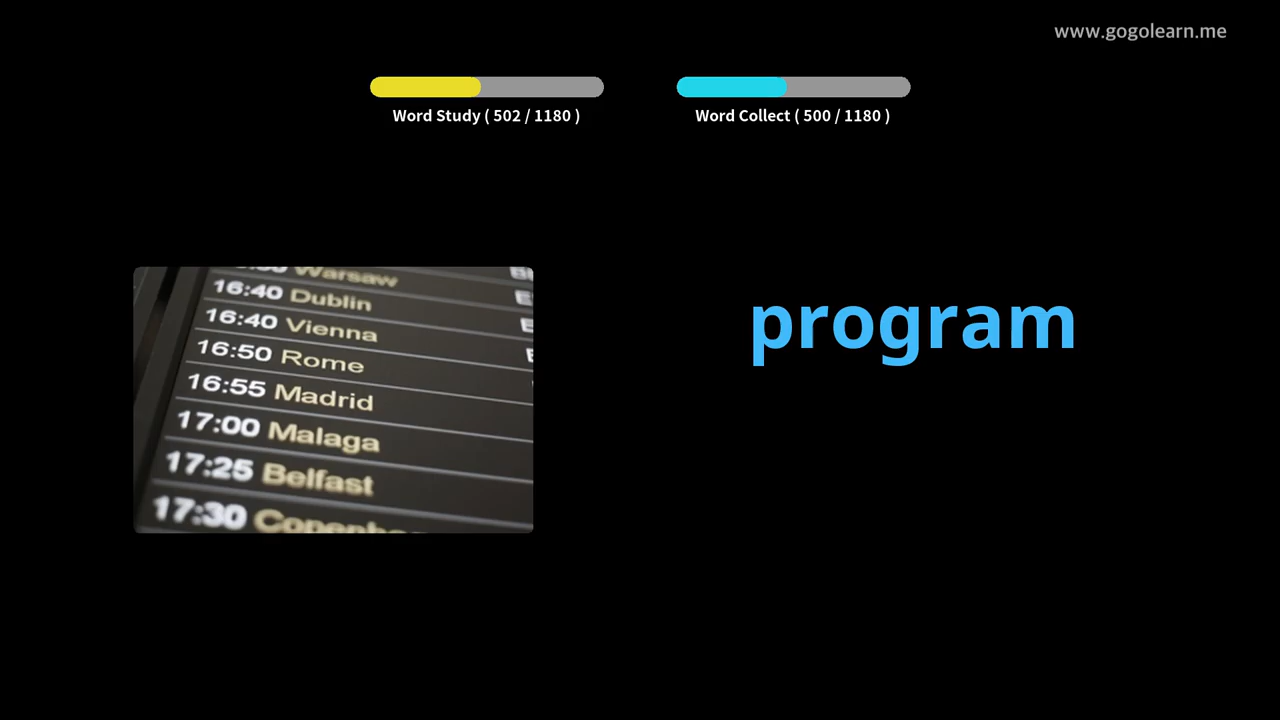 www.gogolearn.me
Word Study ( 502 / 1180 )
Word Collect ( 500 / 1180 )
Warsaw
16:40 Dublin
16:40 Vienna
16:50 Rome
16:55 Madrid
17:00 Malaga
17:25 Belfast
17:30
program